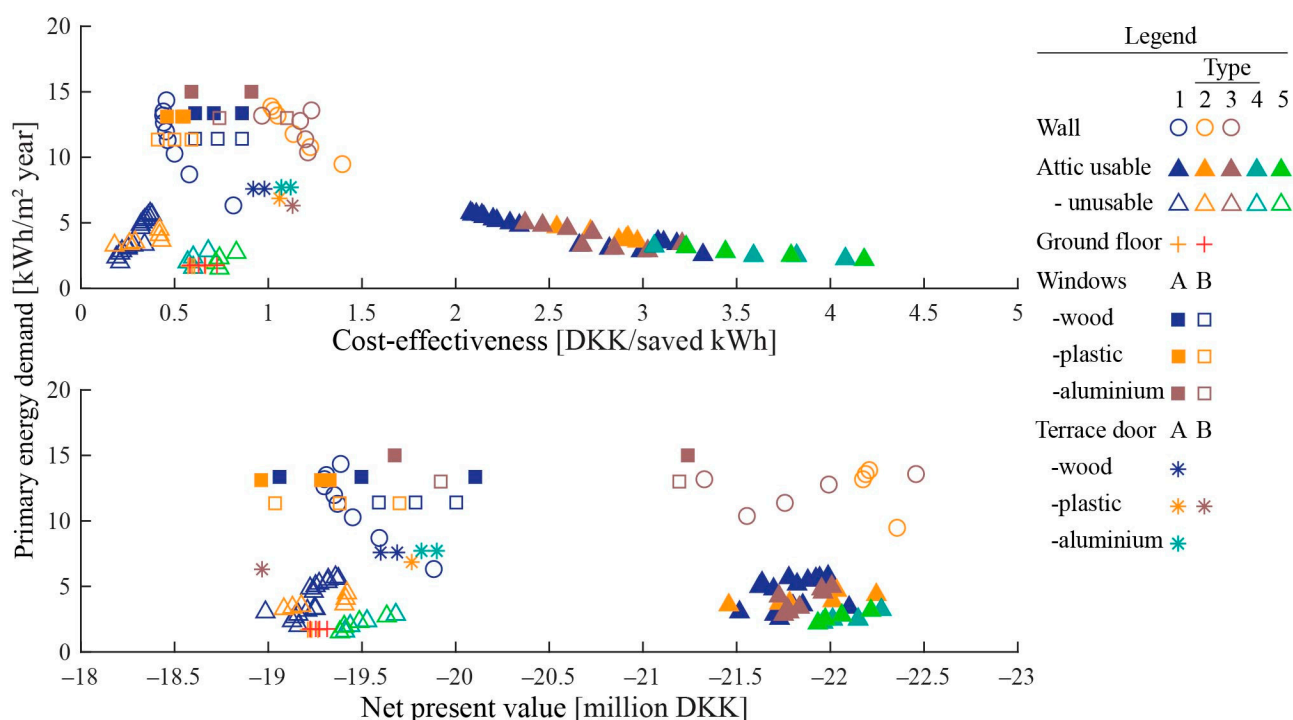 Primary energy demand [kWh/m² year]
20
15
10
5
0
0 0.5 1 1.5 2 2.5 3 3.5 4 4.5 5
Cost-effectiveness [DKK/saved kWh]
20
15
10
5
0
–18 –18.5 –19 –19.5 –20 –20.5 –21 –21.5 –22 –22.5 –23
Net present value [million DKK]
Legend
Type
1 2 3 4 5
Wall
Attic usable
- unusable
Ground floor
Windows A B
-wood
-plastic
-aluminium
Terrace door A B
-wood
-plastic
-aluminium